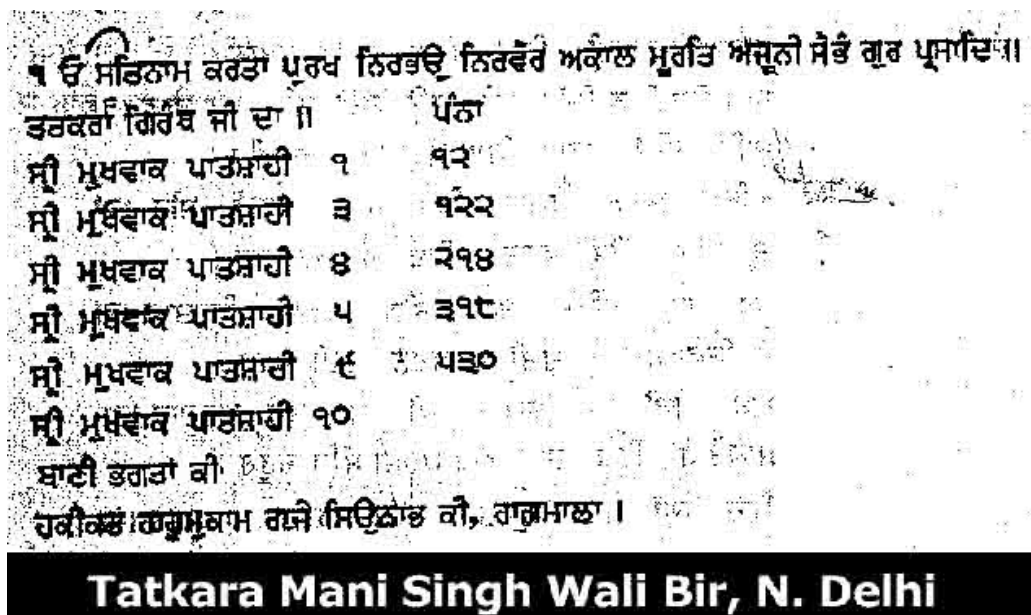 ੧ ਓ ਸਤਿਨਾਮ ਕਰਤਾ ਪੁਰਖ ਨਿਰਭਉ ਨਿਰਵੈਰ ਅਕਾਲ ਮੂਰਤਿ ਅਜੂਨੀ ਸੈਭੰ ਗੁਰ ਪ੍ਰਸਾਦਿ॥
ਤਰਕਰਾ ਗਿਰੰਥ ਜੀ ਦਾ ॥ ਪੰਨਾ
ਸ੍ਰੀ ਮੁਖਵਾਕ ਪਾਤਸ਼ਾਹੀ ੧ ੧੨
ਸ੍ਰੀ ਮੁਖਵਾਕ ਪਾਤਸ਼ਾਹੀ ੩ ੧੨੨
ਸ੍ਰੀ ਮੁਖਵਾਕ ਪਾਤਸ਼ਾਹੀ ੪ ੨੧੪
ਸ੍ਰੀ ਮੁਖਵਾਕ ਪਾਤਸ਼ਾਹੀ ੫ ੩੧੮
ਸ੍ਰੀ ਮੁਖਵਾਕ ਪਾਤਸ਼ਾਹੀ ੯ ੫੩੦
ਸ੍ਰੀ ਮੁਖਵਾਕ ਪਾਤਸ਼ਾਹੀ ੧੦
ਬਾਣੀ ਭਗਤਾਂ ਕੀ
ਹਕੀਕਤ ਰਾਹੁਮੁਕਾਮ ਰਾਜੇ ਸਿਉਨਾਭ ਕੀ, ਰਾਗੁਮਾਲਾ ।
Tatkara Mani Singh Wali Bir, N. Delhi